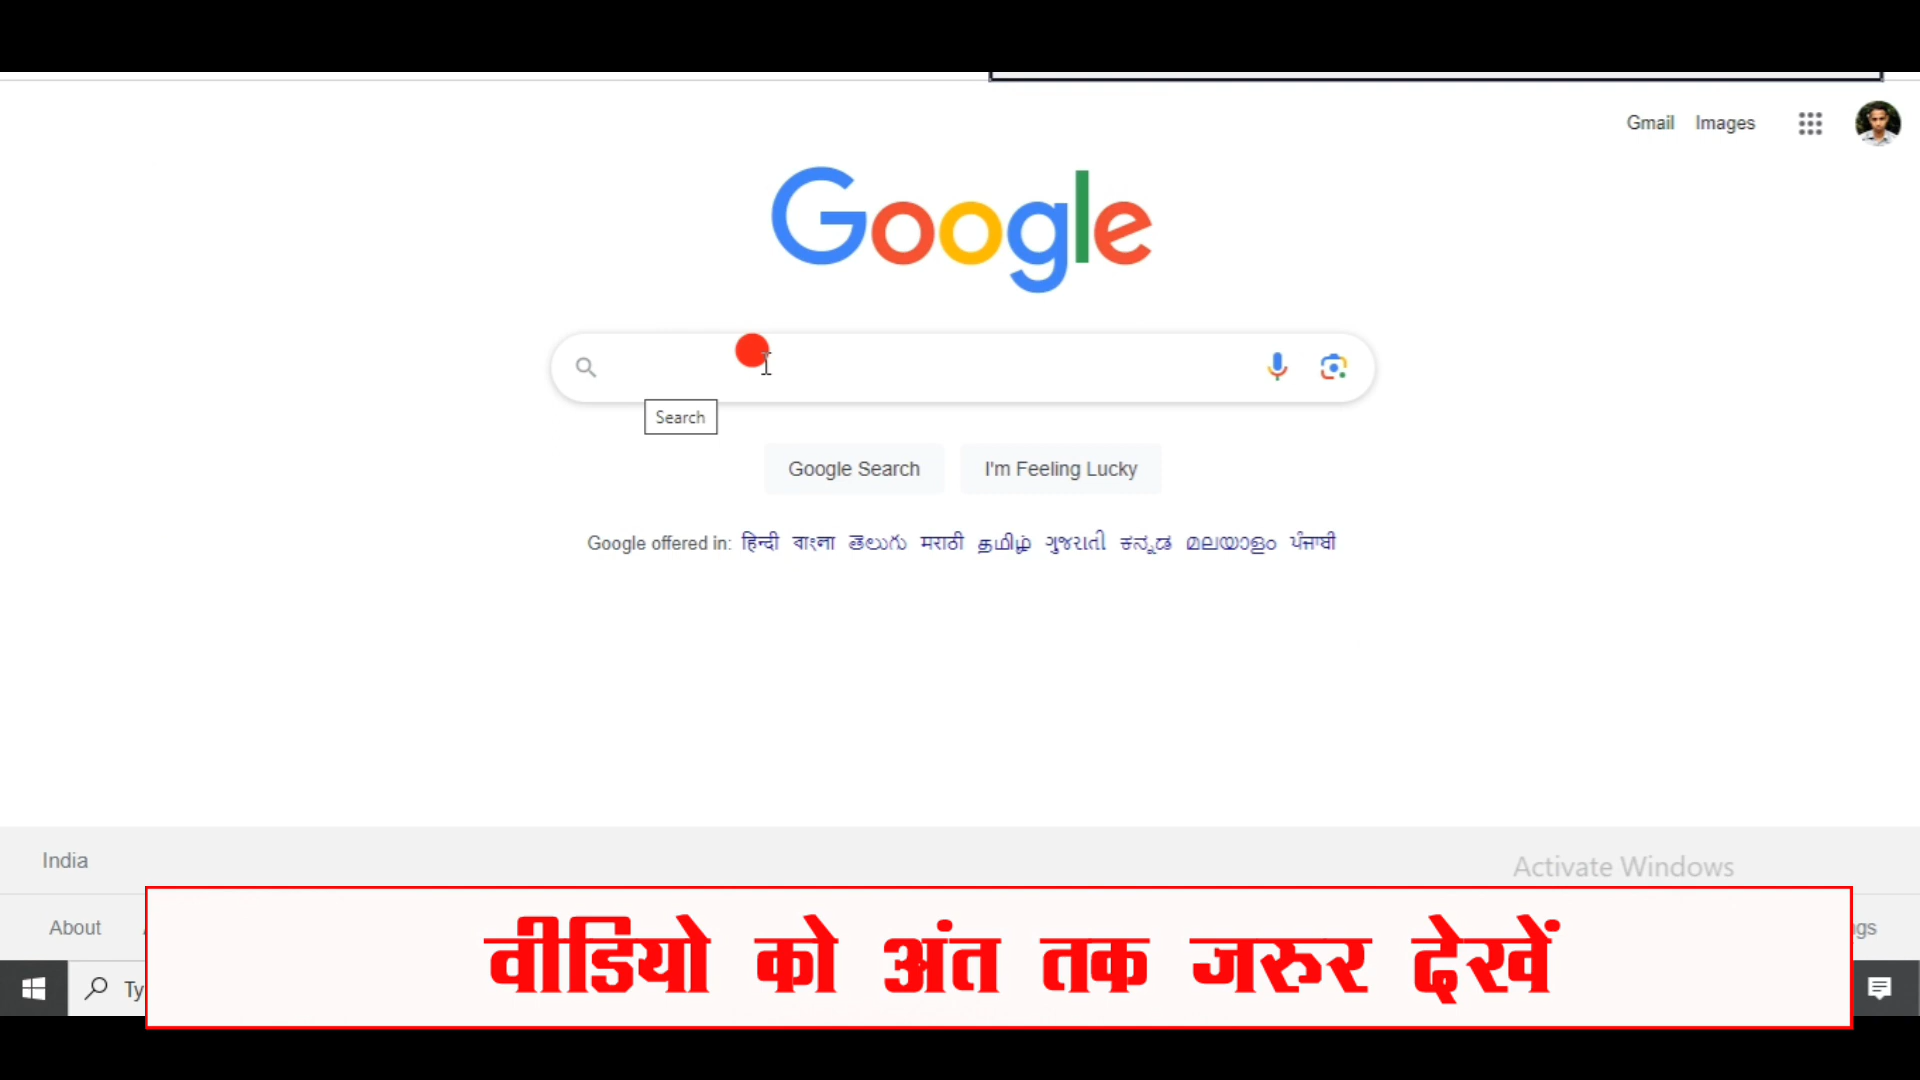 Gmail Images
Google
Search
Google Search I'm Feeling Lucky
Google offered in: हिन्दी বাংলা తెలుగు मराठी தமிழ் ગુજરાતી ಕನ್ನಡ മലയാളം ਪੰਜਾਬੀ
India
Activate Windows
About
वीडियो को अंत तक जरुर देखें